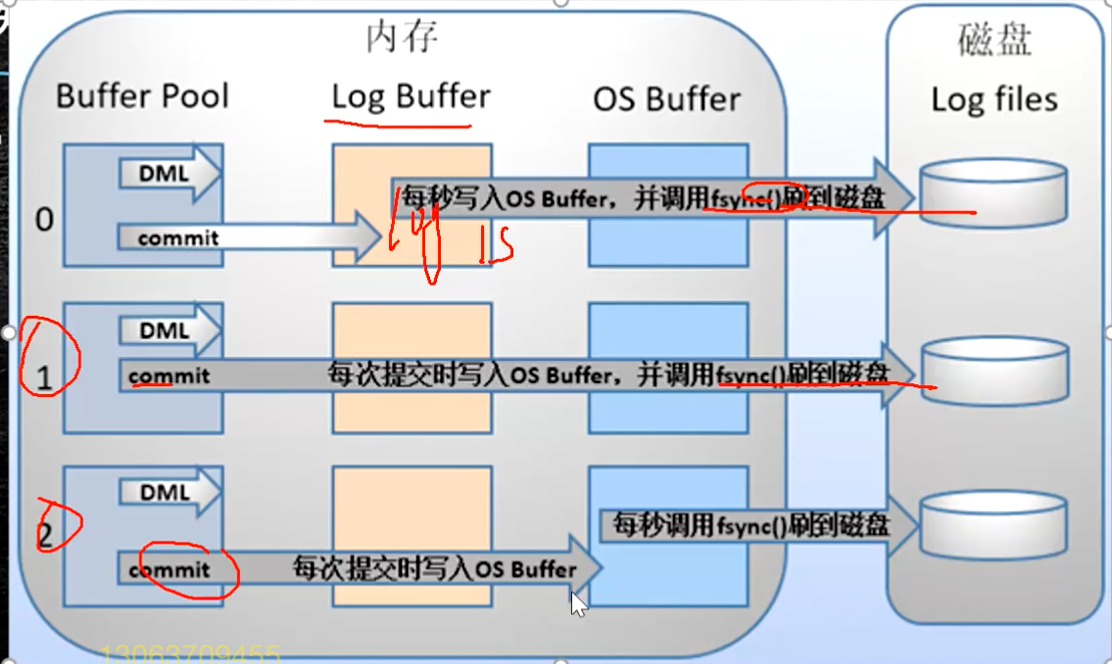 内存
磁盘
Buffer Pool
Log Buffer
OS Buffer
Log files
0
DML
commit
每秒写入OS Buffer，并调用fsync()刷到磁盘
log
1s
1
DML
commit
每次提交时写入OS Buffer，并调用fsync()刷到磁盘
2
DML
commit
每次提交时写入OS Buffer
每秒调用fsync()刷到磁盘
13063709455